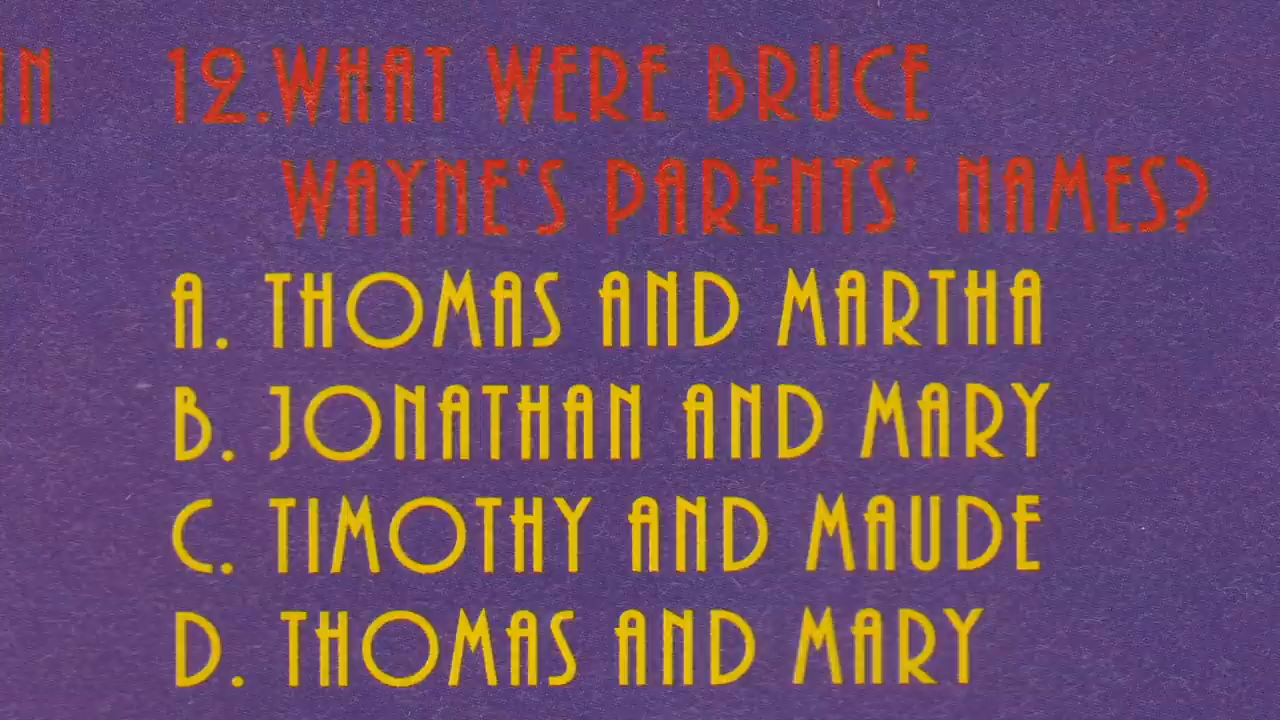 IN
12.WHAT WERE BRUCE
WAYNE'S PARENTS' NAMES?
A. THOMAS AND MARTHA
B. JONATHAN AND MARY
C. TIMOTHY AND MAUDE
D. THOMAS AND MARY